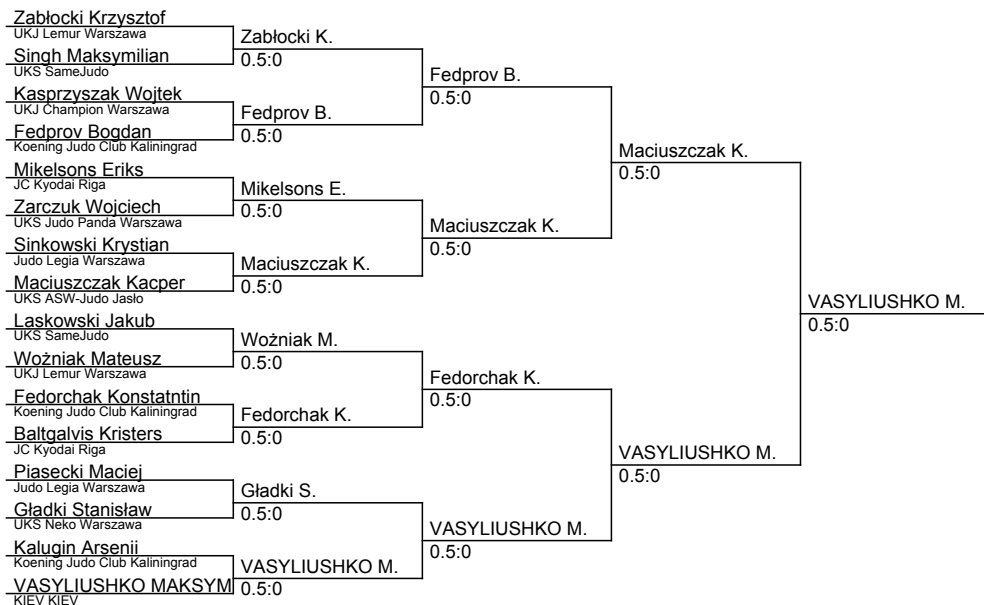 Zabłocki Krzysztof
UKJ Lemur Warszawa
Singh Maksymilian
UKS SameJudo
Kasprzyszak Wojtek
UKJ Champion Warszawa
Fedprov Bogdan
Koening Judo Club Kaliningrad
Mikelsons Eriks
JC Kyodai Riga
Zarczuk Wojciech
UKS Judo Panda Warszawa
Sinkowski Krystian
Judo Legia Warszawa
Maciuszczak Kacper
UKS ASW-Judo Jasło
Laskowski Jakub
UKS SameJudo
Woźniak Mateusz
UKJ Lemur Warszawa
Fedorchak Konstatntin
Koening Judo Club Kaliningrad
Baltgalvis Kristers
JC Kyodai Riga
Piasecki Maciej
Judo Legia Warszawa
Gładki Stanisław
UKS Neko Warszawa
Kalugin Arsenii
Koening Judo Club Kaliningrad
VASYLIUSHKO MAKSYM
KIEV KIEV
Zabłocki K.
0.5:0
Fedprov B.
0.5:0
Mikelsons E.
0.5:0
Maciuszczak K.
0.5:0
Woźniak M.
0.5:0
Fedorchak K.
0.5:0
Gładki S.
0.5:0
VASYLIUSHKO M.
0.5:0
Fedprov B.
0.5:0
Maciuszczak K.
0.5:0
Fedorchak K.
0.5:0
VASYLIUSHKO M.
0.5:0
Maciuszczak K.
0.5:0
VASYLIUSHKO M.
0.5:0
VASYLIUSHKO M.
0.5:0